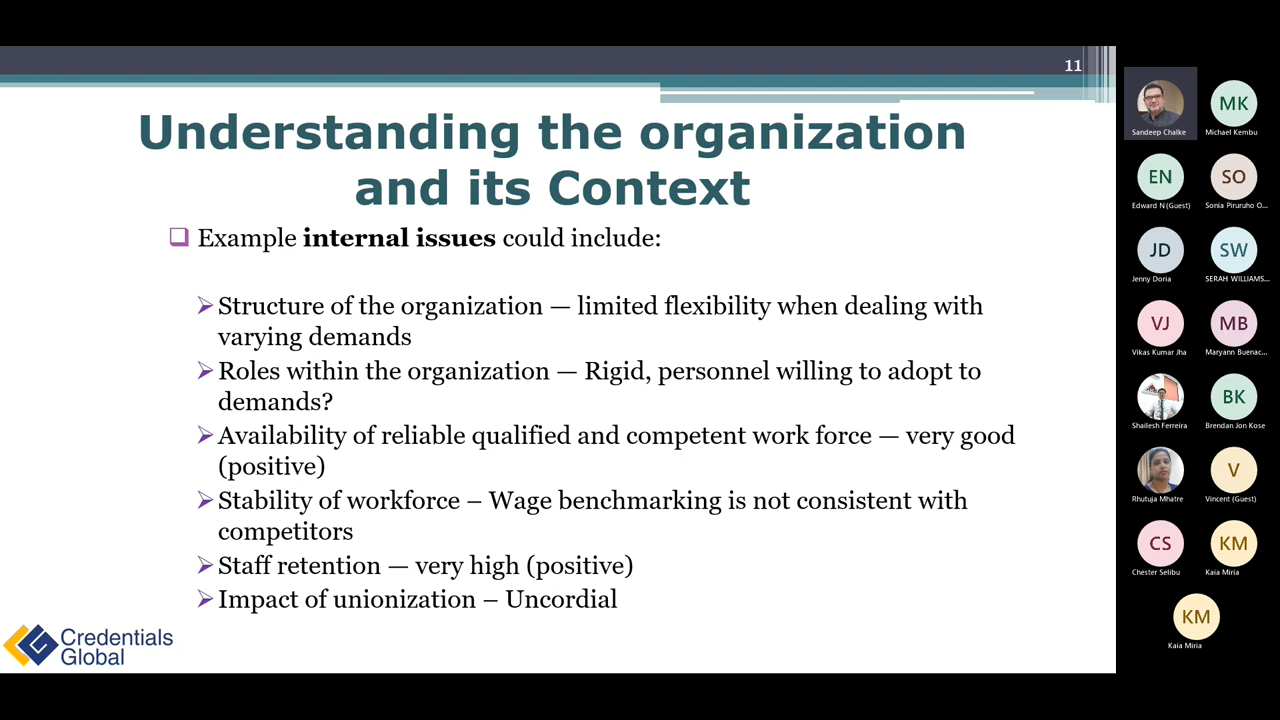 11
Understanding the organization
and its Context
Example internal issues could include:
Structure of the organization — limited flexibility when dealing with
varying demands
Roles within the organization — Rigid, personnel willing to adopt to
demands?
Availability of reliable qualified and competent work force — very good
(positive)
Stability of workforce – Wage benchmarking is not consistent with
competitors
Staff retention — very high (positive)
Impact of unionization – Uncordial
Credentials
Global
Sandeep Chalke
MK
Michael Kembu
EN
Edward N (Guest)
SO
Sonia Piruruho O...
JD
Jenny Doria
SW
SERAH WILLIAMS...
VJ
Vikas Kumar Jha
MB
Maryann Buenac...
Shailesh Ferreira
BK
Brendan Jon Kose
Rhutuja Mhatre
V
Vincent (Guest)
CS
Chester Selibu
KM
Kaia Miria
KM
Kaia Miria